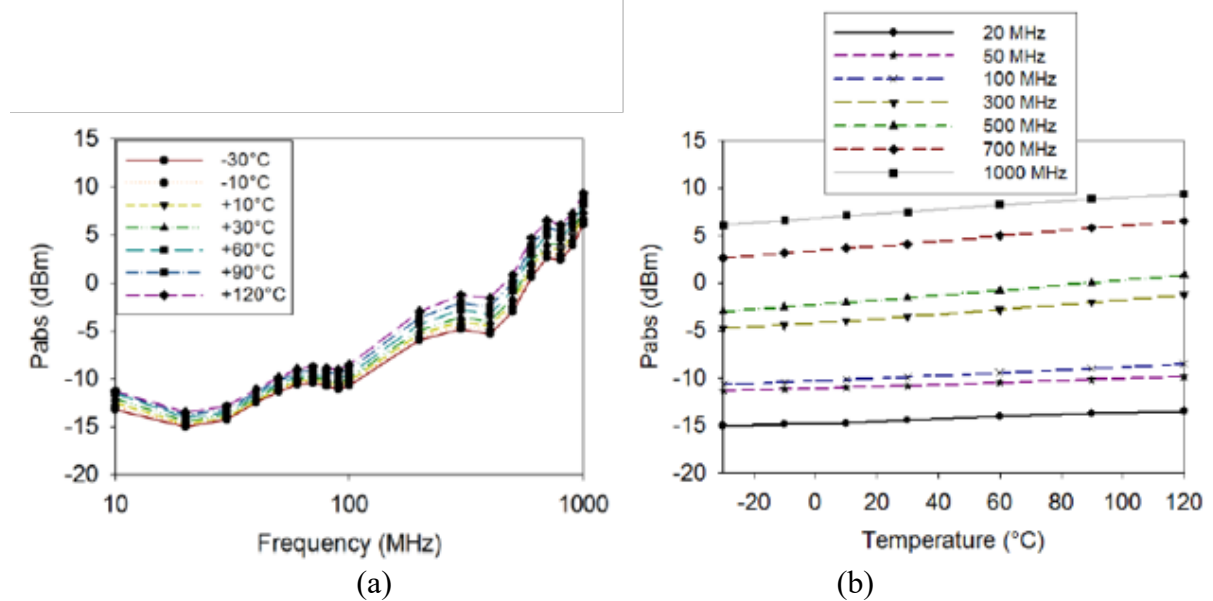 20 MHz
50 MHz
100 MHz
300 MHz
500 MHz
700 MHz
1000 MHz
15
10
5
0
-5
-10
-15
-20
Pabs (dBm)
-30°C
-10°C
+10°C
+30°C
+60°C
+90°C
+120°C
10
100
1000
Frequency (MHz)
(a)
15
10
5
0
-5
-10
-15
-20
Pabs (dBm)
-20 0 20 40 60 80 100 120
Temperature (°C)
(b)